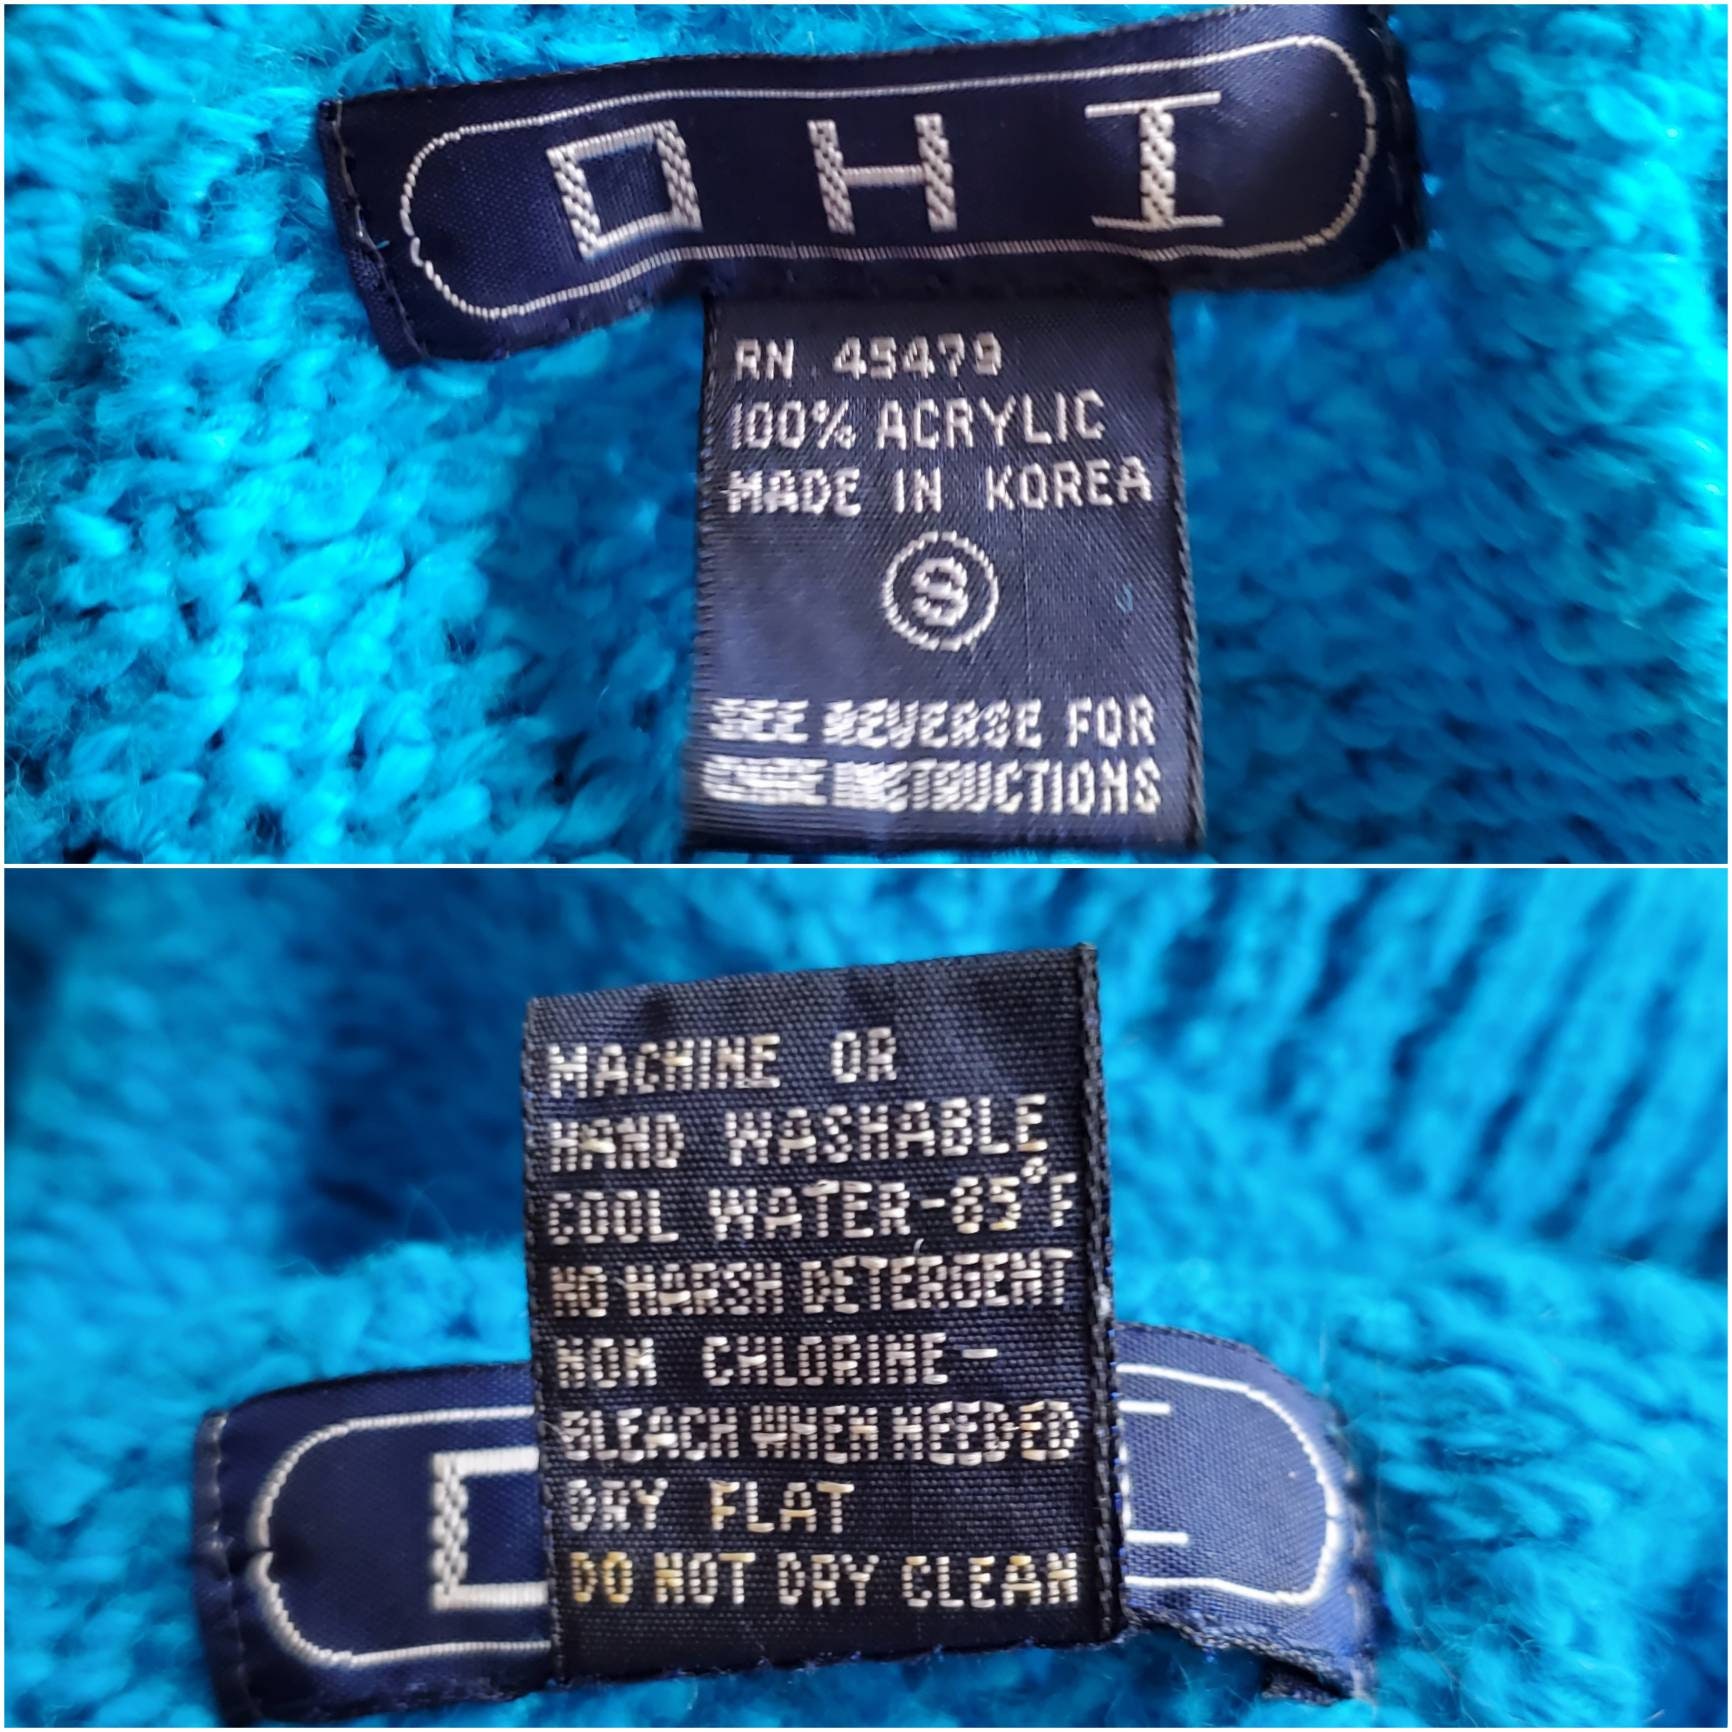 OHI
RN 45479
100% ACRYLIC
MADE IN KOREA
S
SEE REVERSE FOR
CARE INSTRUCTIONS
MACHINE OR
HAND WASHABLE
COOL WATER-85°F
NO HARSH DETERGENT
NON CHLORINE-
BLEACH WHEN NEEDED
DRY FLAT
DO NOT DRY CLEAN